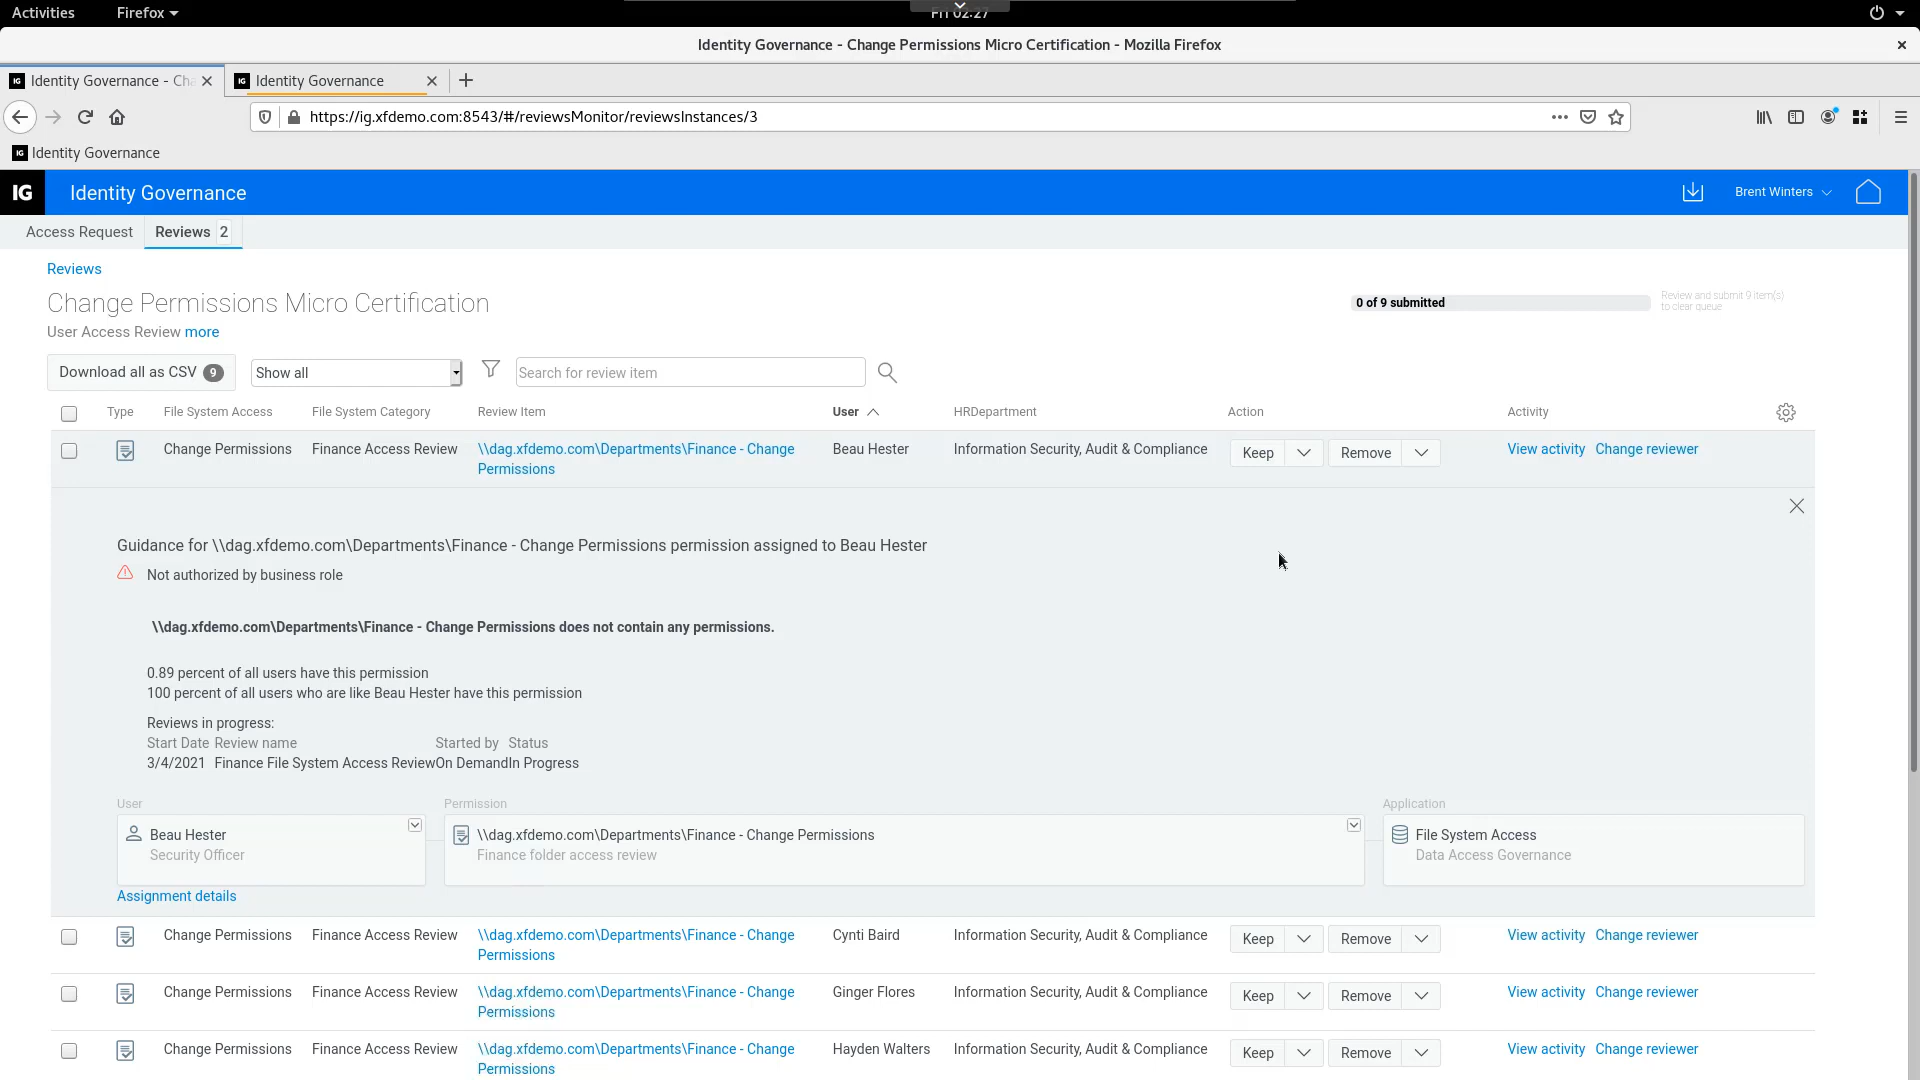 Activities
Firefox
Fri 02:27
Identity Governance - Change Permissions Micro Certification - Mozilla Firefox
IG Identity Governance - Cha
IG Identity Governance
https://ig.xfdemo.com:8543/#/reviewsMonitor/reviewsInstances/3
IG Identity Governance
IG Identity Governance
Brent Winters
Access Request
Reviews 2
Reviews
Change Permissions Micro Certification
0 of 9 submitted
Review and submit 9 item(s)
to clear queue.
User Access Review more
Download all as CSV 9
Show all
Search for review item
Type File System Access File System Category Review Item User HRDepartment Action Activity
Change Permissions Finance Access Review \\dag.xfdemo.com\Departments\Finance - Change Beau Hester Information Security, Audit & Compliance Keep Remove View activity Change reviewer
Permissions
Guidance for \\dag.xfdemo.com\Departments\Finance - Change Permissions permission assigned to Beau Hester
Not authorized by business role
\\dag.xfdemo.com\Departments\Finance - Change Permissions does not contain any permissions.
0.89 percent of all users have this permission
100 percent of all users who are like Beau Hester have this permission
Reviews in progress:
Start Date Review name Started by Status
3/4/2021 Finance File System Access ReviewOn DemandIn Progress
User Permission Application
Beau Hester \\dag.xfdemo.com\Departments\Finance - Change Permissions File System Access
Security Officer Finance folder access review Data Access Governance
Assignment details
Change Permissions Finance Access Review \\dag.xfdemo.com\Departments\Finance - Change Cynti Baird Information Security, Audit & Compliance Keep Remove View activity Change reviewer
Permissions
Change Permissions Finance Access Review \\dag.xfdemo.com\Departments\Finance - Change Ginger Flores Information Security, Audit & Compliance Keep Remove View activity Change reviewer
Permissions
Change Permissions Finance Access Review \\dag.xfdemo.com\Departments\Finance - Change Hayden Walters Information Security, Audit & Compliance Keep Remove View activity Change reviewer
Permissions